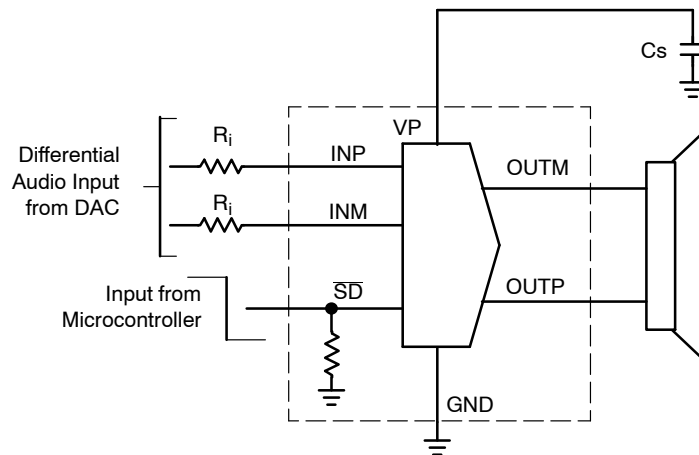 Cs
VP
Ri
INP
OUTM
Differential
Audio Input
from DAC
Ri
INM
Input from
Microcontroller
SD
OUTP
GND